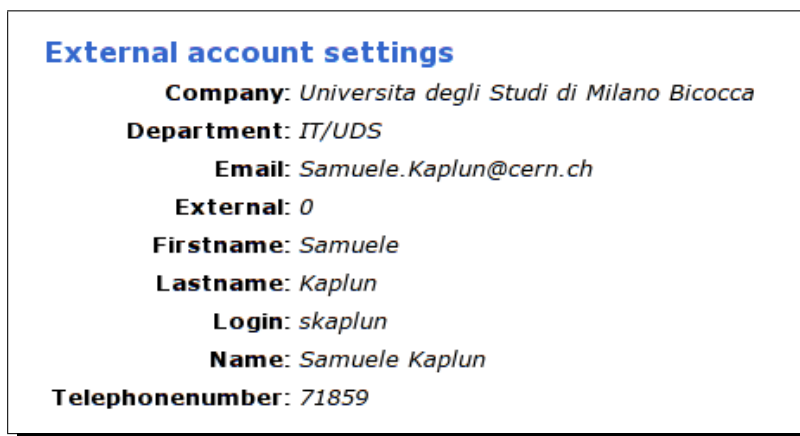 External account settings
Company: Universita degli Studi di Milano Bicocca
Department: IT/UDS
Email: Samuele.Kaplun@cern.ch
External: 0
Firstname: Samuele
Lastname: Kaplun
Login: skaplun
Name: Samuele Kaplun
Telephonenumber: 71859